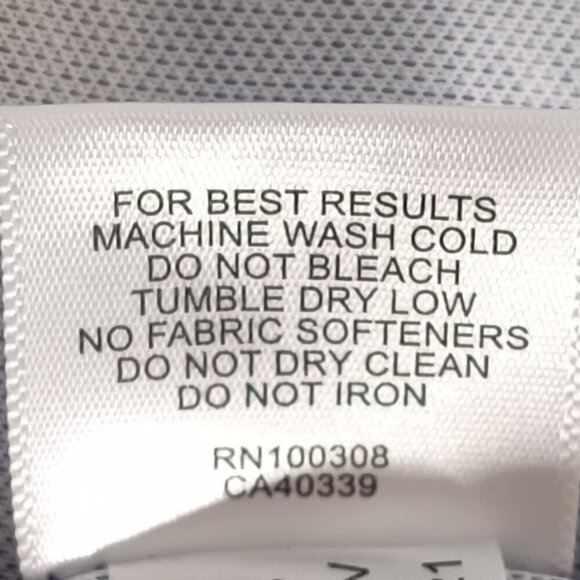 FOR BEST RESULTS
MACHINE WASH COLD
DO NOT BLEACH
TUMBLE DRY LOW
NO FABRIC SOFTENERS
DO NOT DRY CLEAN
DO NOT IRON
RN100308
CA40339